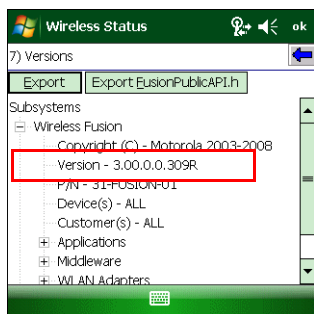 Wireless Status ok
7) Versions
Export Export FusionPublicAPI.h
Subsystems
Wireless Fusion
Copyright (C) - Motorola 2003-2008
Version - 3.00.0.0.309R
P/N - 31-FUSION-01
Device(s) - ALL
Customer(s) - ALL
Applications
Middleware
WLAN Adapters